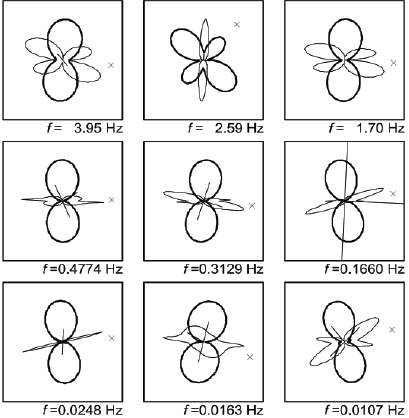 f = 3.95 Hz
f = 2.59 Hz
f = 1.70 Hz
f =0.4774 Hz
f =0.3129 Hz
f =0.1660 Hz
f =0.0248 Hz
f =0.0163 Hz
f =0.0107 Hz